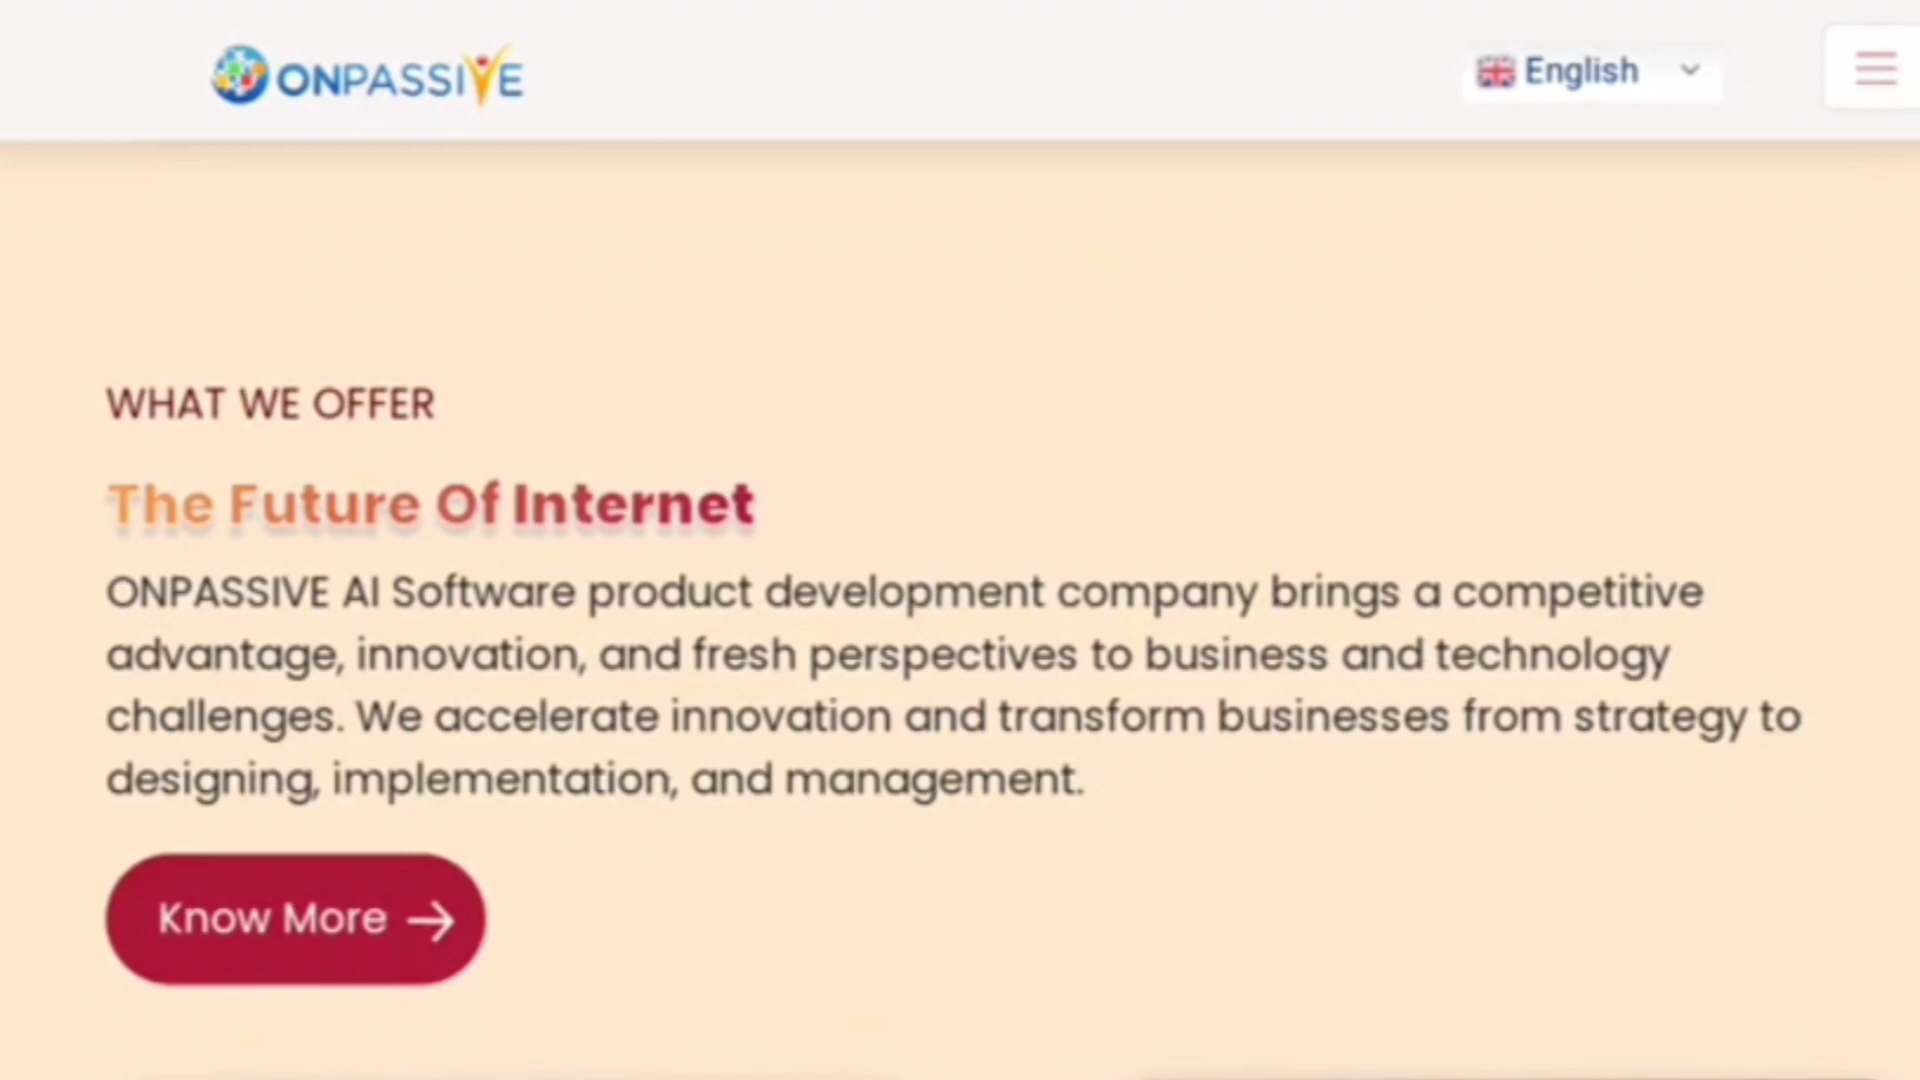 ONPASSIVE
English
WHAT WE OFFER
The Future Of Internet
ONPASSIVE AI Software product development company brings a competitive
advantage, innovation, and fresh perspectives to business and technology
challenges. We accelerate innovation and transform businesses from strategy to
designing, implementation, and management.
Know More